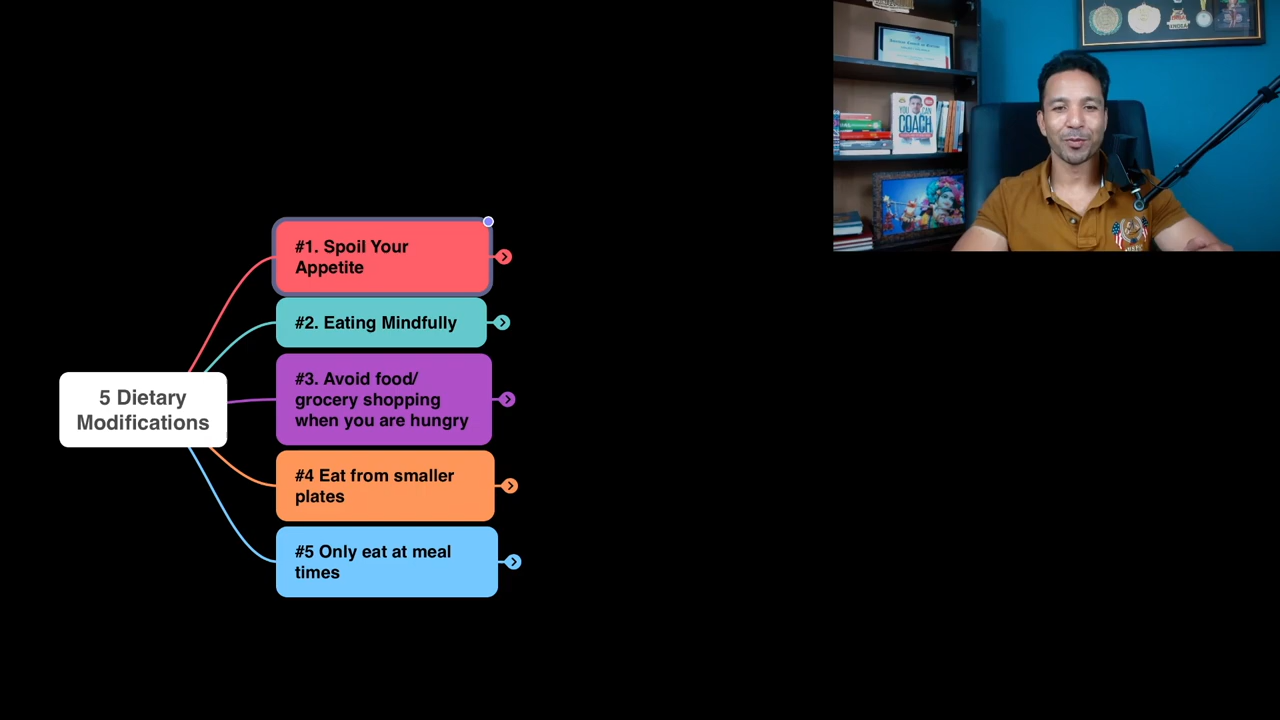 5 Dietary
Modifications
#1. Spoil Your
Appetite
#2. Eating Mindfully
#3. Avoid food/
grocery shopping
when you are hungry
#4 Eat from smaller
plates
#5 Only eat at meal
times
YOU CAN
COACH